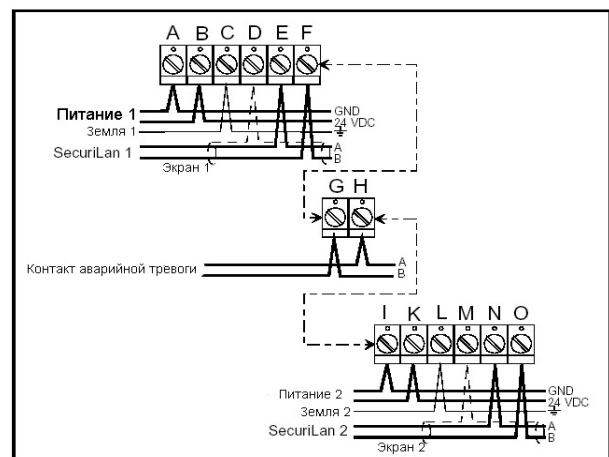 A B C D E F
Питание 1
GND
24 VDC
Земля 1
SecuriLan 1
A
Экран 1
B
G H
Контакт аварийной тревоги
A
B
I K L M N O
Питание 2
GND
24 VDC
Земля 2
SecuriLan 2
A
Экран 2
B